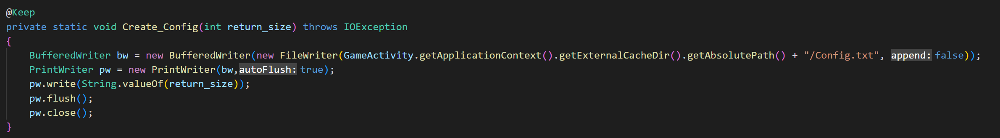 @Keep
private static void Create_Config(int return_size) throws IOException
{
    BufferedWriter bw = new BufferedWriter(new FileWriter(GameActivity.getApplicationContext().getExternalCacheDir().getAbsolutePath() + "/Config.txt", append: false));
    PrintWriter pw = new PrintWriter(bw,autoFlush: true);
    pw.write(String.valueOf(return_size));
    pw.flush();
    pw.close();
}